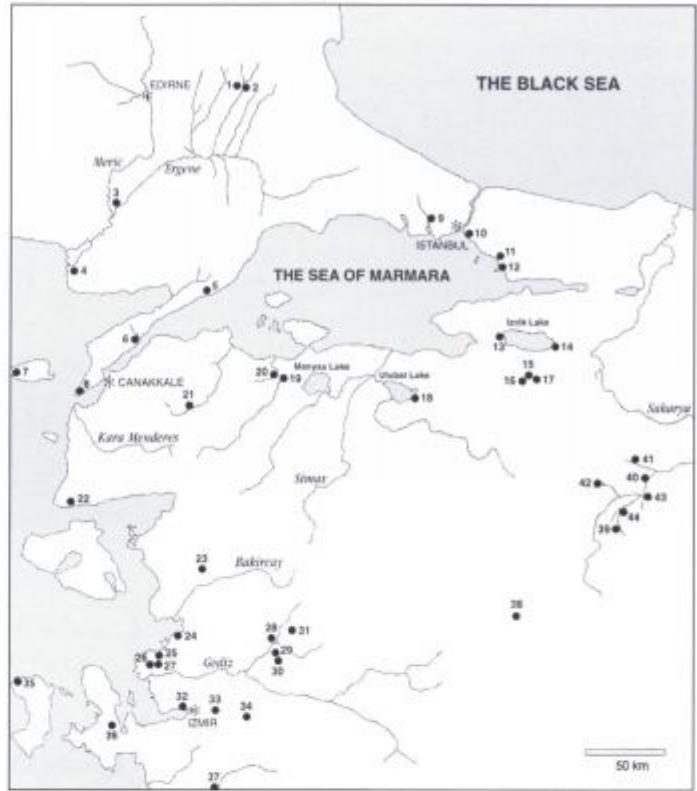 1
2
EDIRNE
THE BLACK SEA
Meric
Ergene
3
9
ISTANBUL
10
4
11
12
THE SEA OF MARMARA
5
6
Iznik Lake
13
14
7
20
19
Manyas Lake
Ulubat Lake
15
16
17
8
CANAKKALE
21
18
Sakarya
Kara Menderes
Simav
41
40
42
43
22
44
39
23
Bakircay
38
24
28
31
29
25
26
27
30
Gediz
35
32
33
34
IZMIR
36
37
50 km